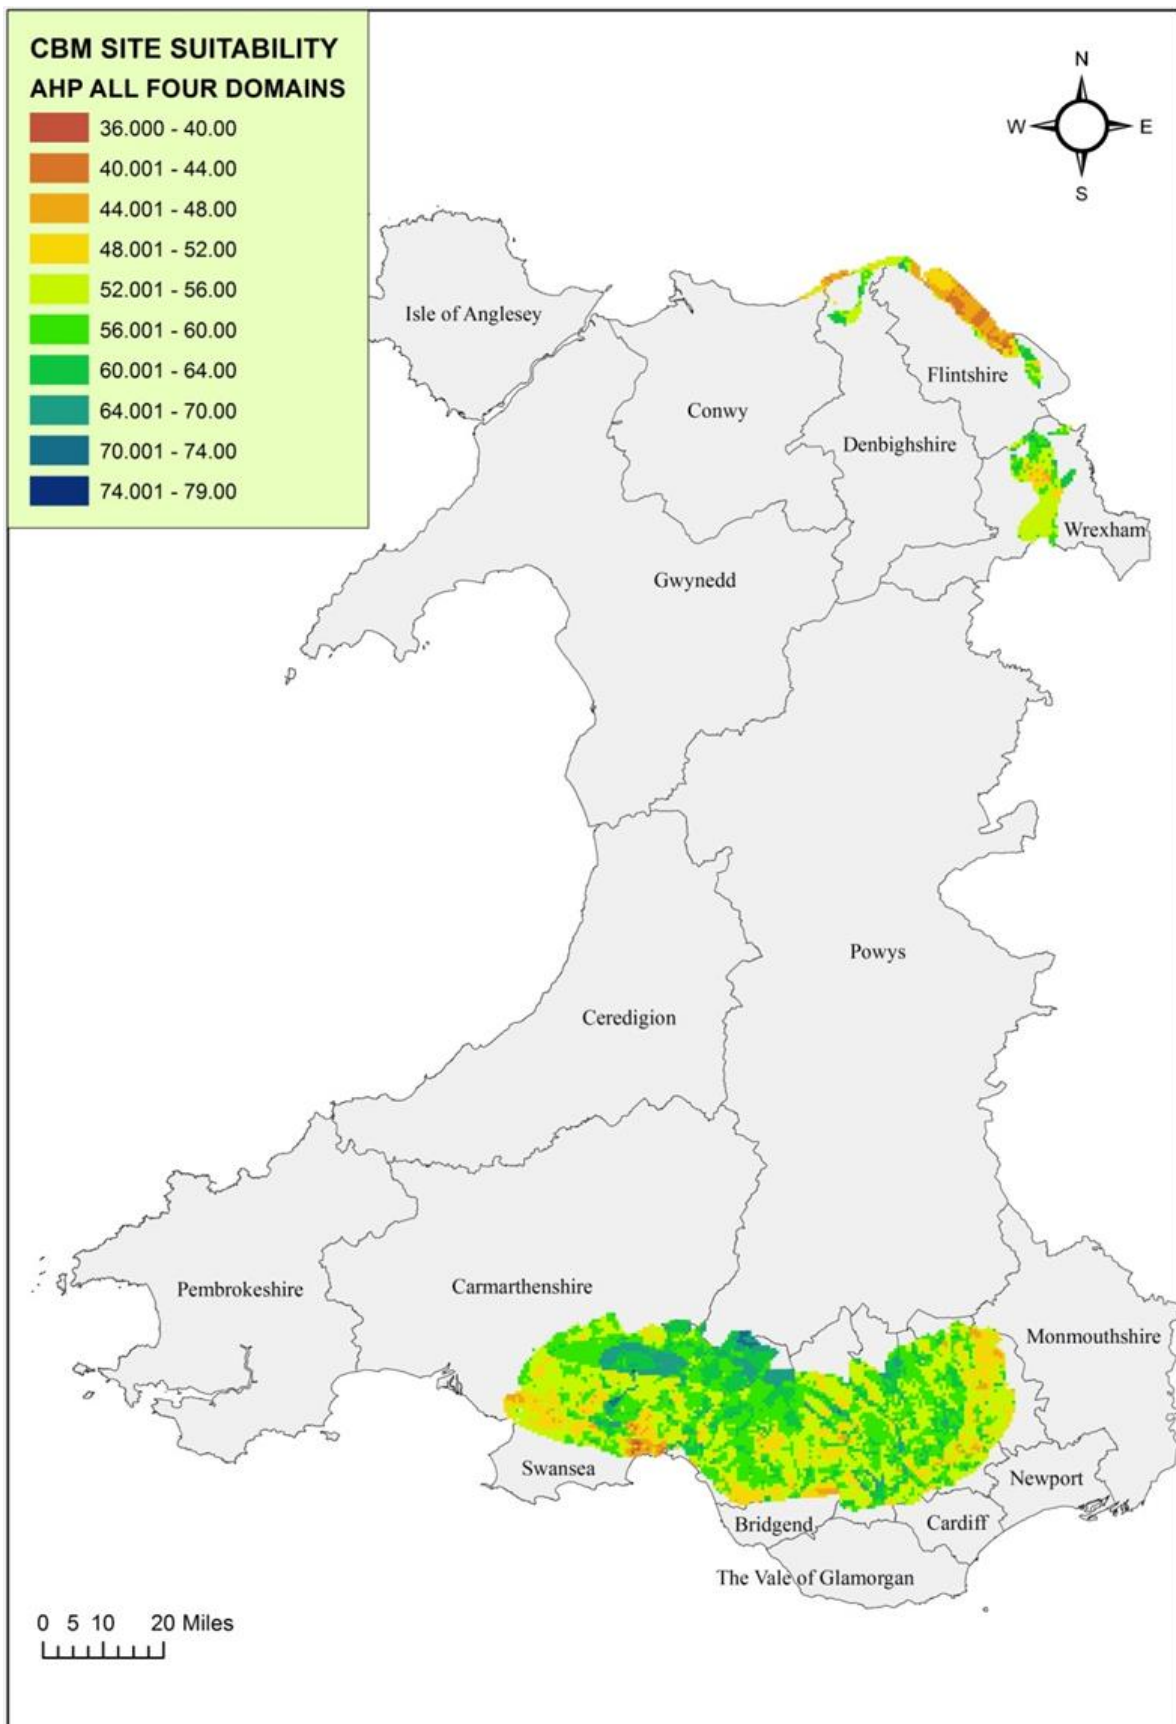 CBM SITE SUITABILITY
AHP ALL FOUR DOMAINS
36.000 - 40.00
40.001 - 44.00
44.001 - 48.00
48.001 - 52.00
52.001 - 56.00
56.001 - 60.00
60.001 - 64.00
64.001 - 70.00
70.001 - 74.00
74.001 - 79.00
N
W E
S
Isle of Anglesey
Flintshire
Conwy
Denbighshire
Wrexham
Gwynedd
Powys
Ceredigion
Pembrokeshire
Carmarthenshire
Monmouthshire
Swansea
Newport
Bridgend
Cardiff
The Vale of Glamorgan
0 5 10 20 Miles